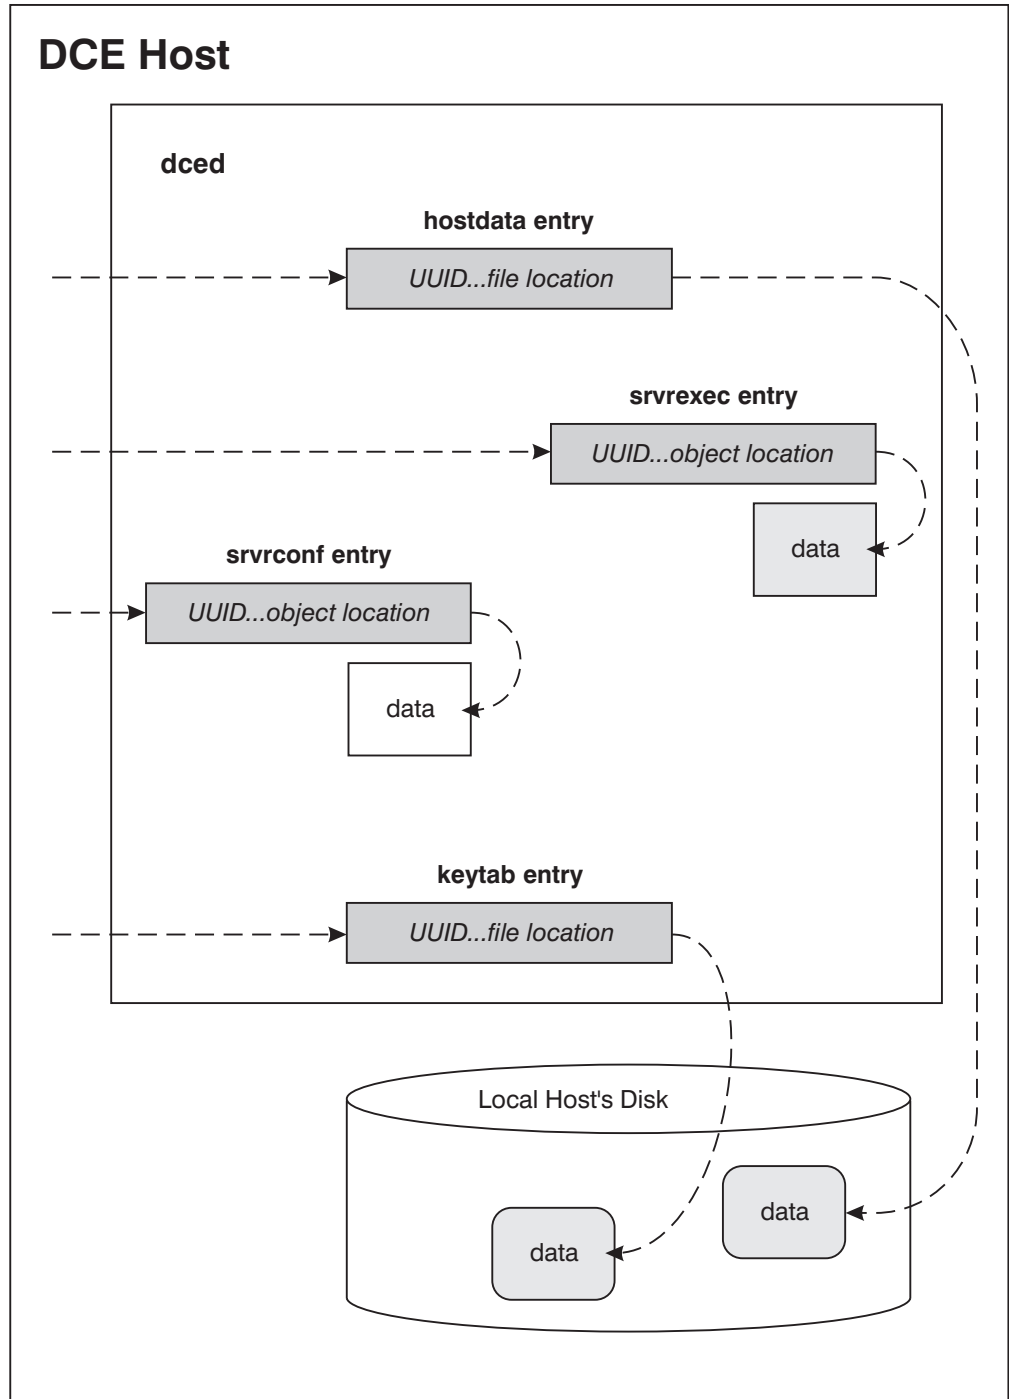 DCE Host
dced
hostdata entry
UUID...file location
srvrexec entry
UUID...object location
data
srvrconf entry
UUID...object location
data
keytab entry
UUID...file location
Local Host's Disk
data
data